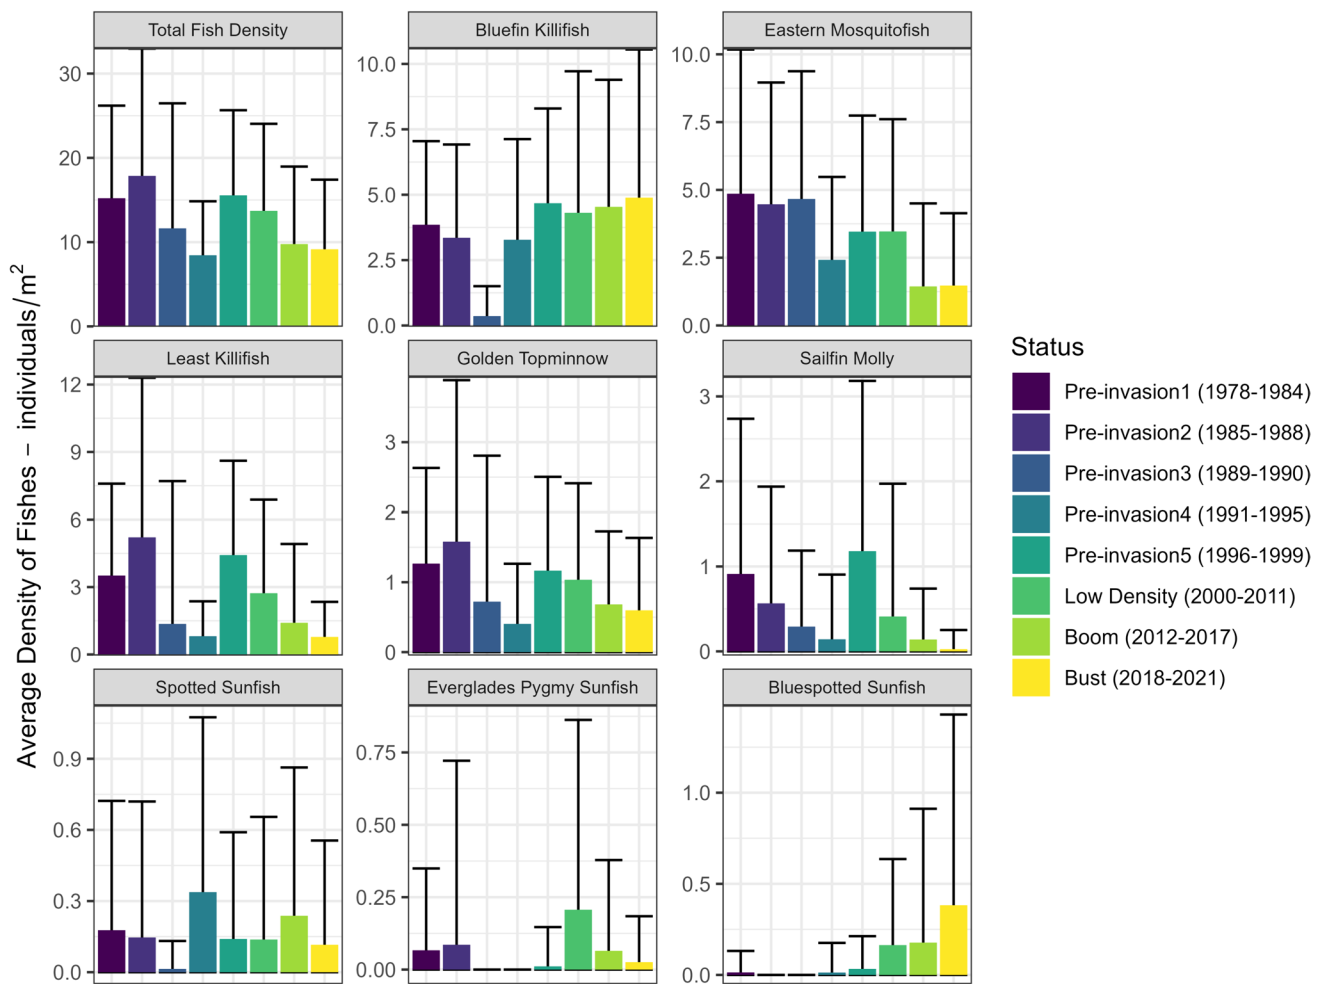 Total Fish Density
Bluefin Killifish
Eastern Mosquitofish
30
20
10
0
10.0
7.5
5.0
2.5
0.0
10.0
7.5
5.0
2.5
0.0
Least Killifish
Golden Topminnow
Sailfin Molly
12
9
6
3
0
3
2
1
0
3
2
1
0
Spotted Sunfish
Everglades Pygmy Sunfish
Bluespotted Sunfish
0.9
0.6
0.3
0.0
0.75
0.50
0.25
0.00
1.0
0.5
0.0
Average Density of Fishes – individuals/m²
Status
Pre-invasion1 (1978-1984)
Pre-invasion2 (1985-1988)
Pre-invasion3 (1989-1990)
Pre-invasion4 (1991-1995)
Pre-invasion5 (1996-1999)
Low Density (2000-2011)
Boom (2012-2017)
Bust (2018-2021)